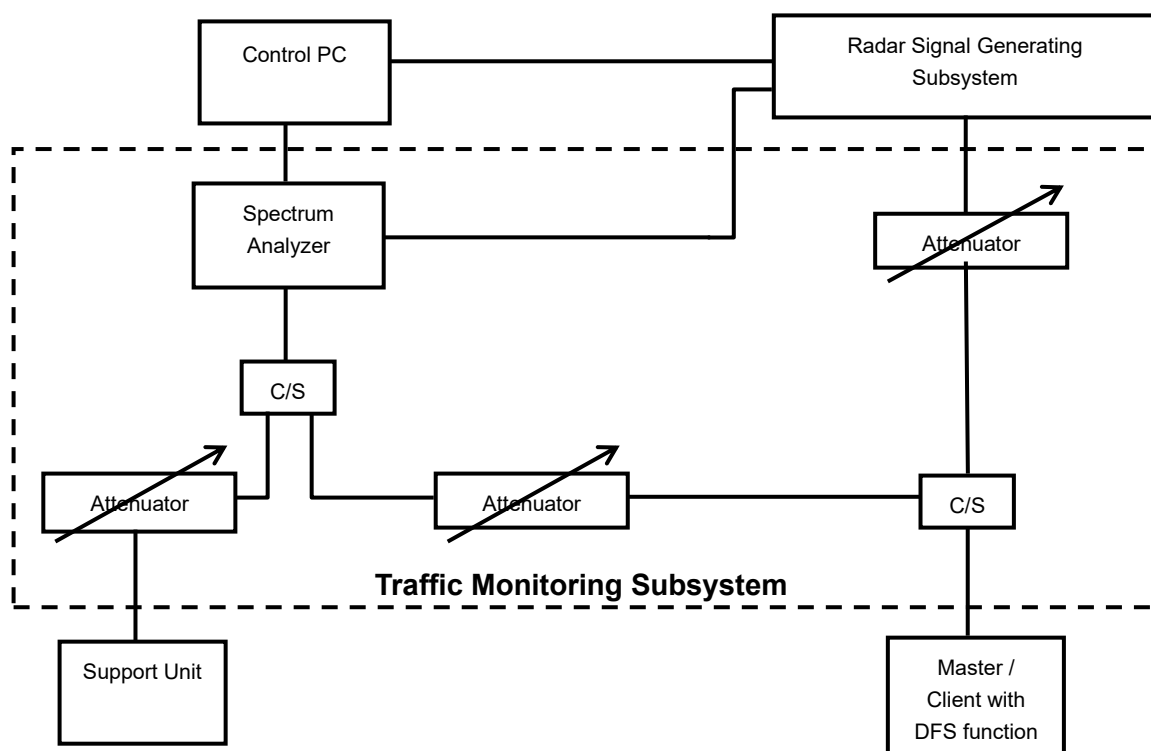 Control PC
Radar Signal Generating
Subsystem
Spectrum
Analyzer
Attenuator
C/S
Attenuator
Attenuator
C/S
Traffic Monitoring Subsystem
Support Unit
Master /
Client with
DFS function